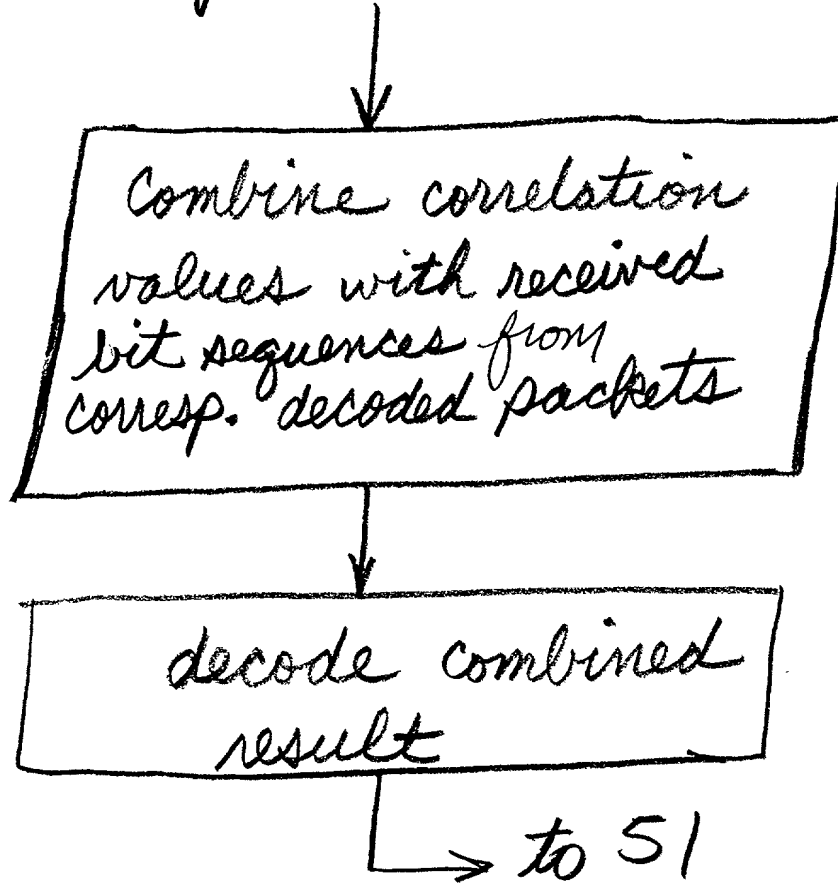 Combine correlation
values with received
bit sequences from
corresp. decoded packets
decode combined
result
to 51